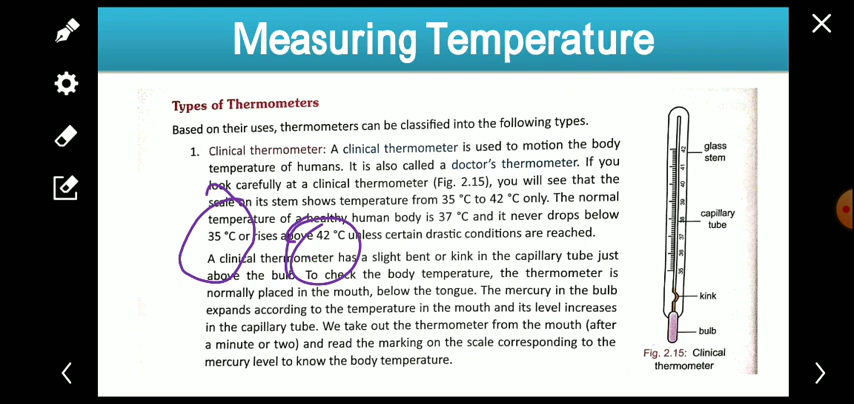 Measuring Temperature
Types of Thermometers
Based on their uses, thermometers can be classified into the following types.
1. Clinical thermometer: A clinical thermometer is used to motion the body
temperature of humans. It is also called a doctor's thermometer. If you
look carefully at a clinical thermometer (Fig. 2.15), you will see that the
scale on its stem shows temperature from 35 °C to 42 °C only. The normal
temperature of a healthy human body is 37 °C and it never drops below
35 °C or rises above 42 °C unless certain drastic conditions are reached.
A clinical thermometer has a slight bent or kink in the capillary tube just
above the bulb. To check the body temperature, the thermometer is
normally placed in the mouth, below the tongue. The mercury in the bulb
expands according to the temperature in the mouth and its level increases
in the capillary tube. We take out the thermometer from the mouth (after
a minute or two) and read the marking on the scale corresponding to the
mercury level to know the body temperature.
42
41
40
39
38
37
36
35
glass
stem
capillary
tube
kink
bulb
Fig. 2.15: Clinical
thermometer